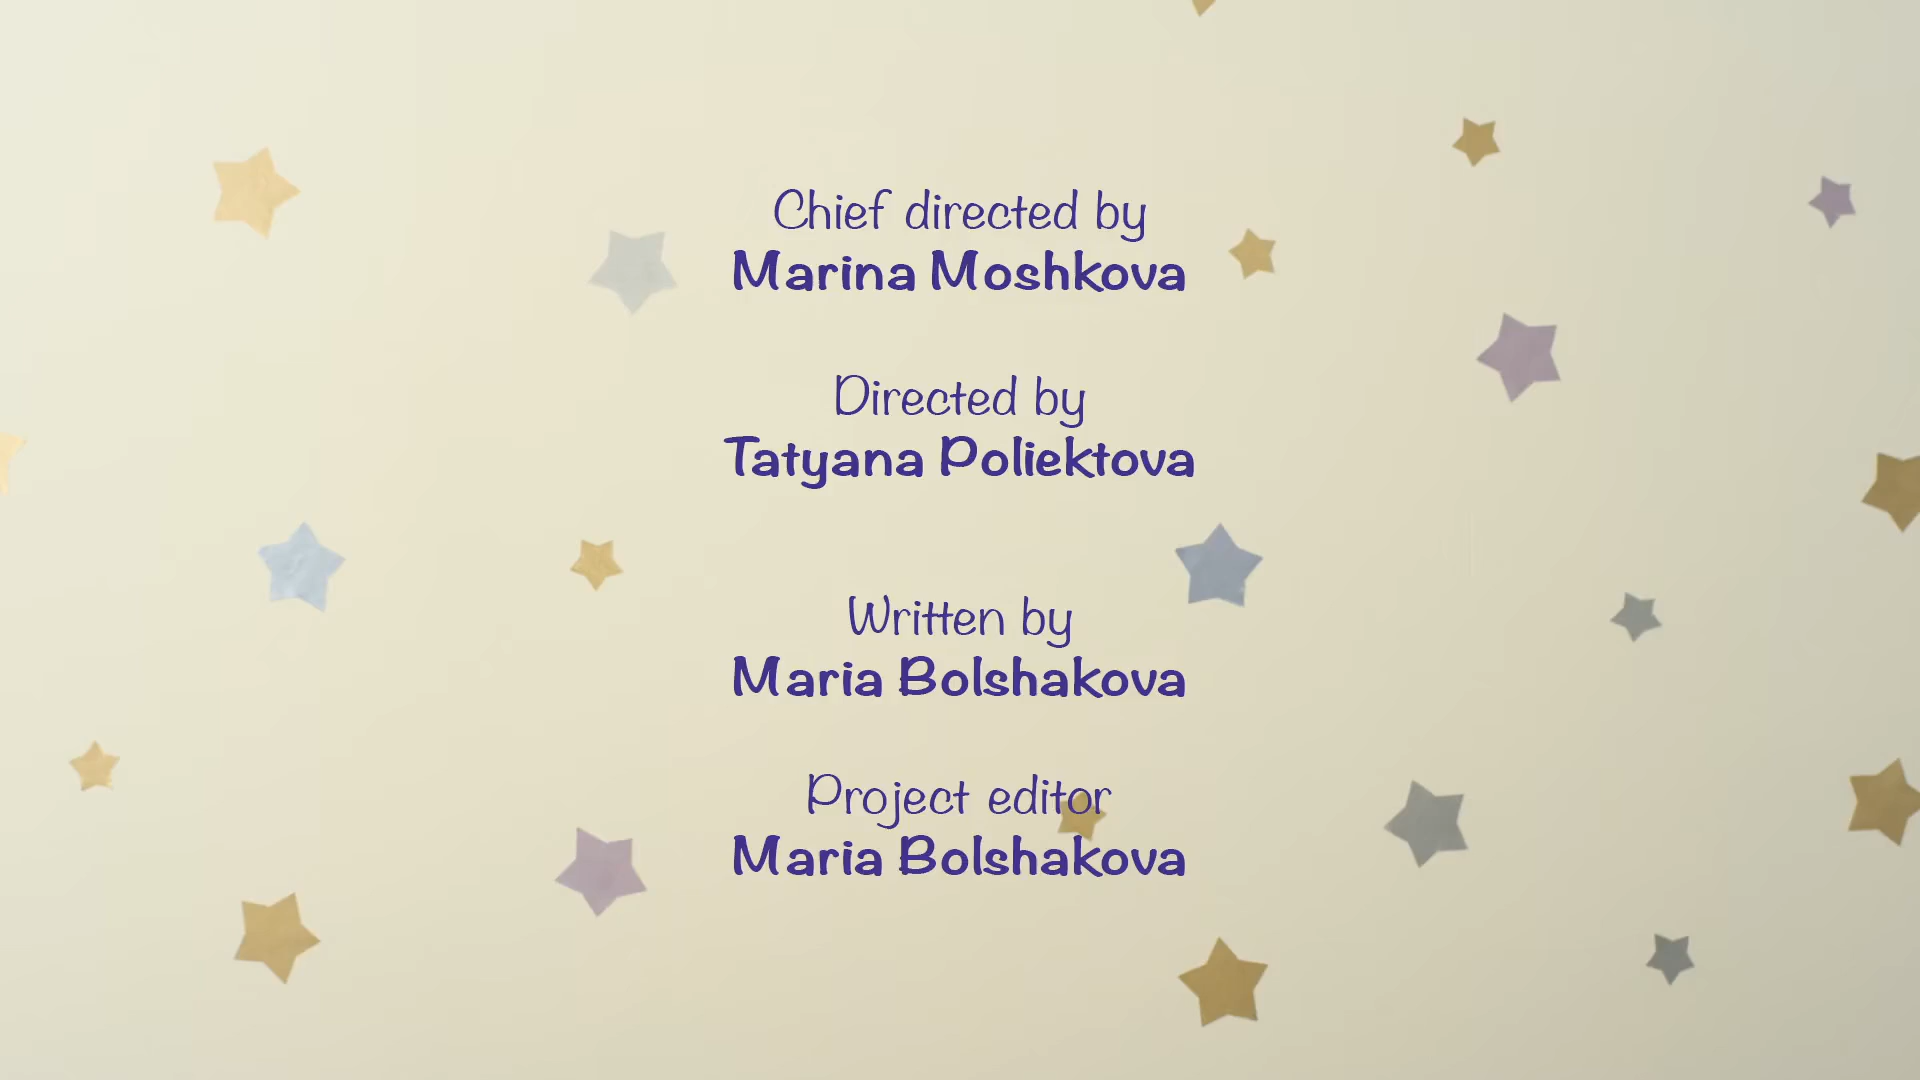 Chief directed by
Marina Moshkova
Directed by
Tatyana Poliektova
Written by
Maria Bolshakova
Project editor
Maria Bolshakova